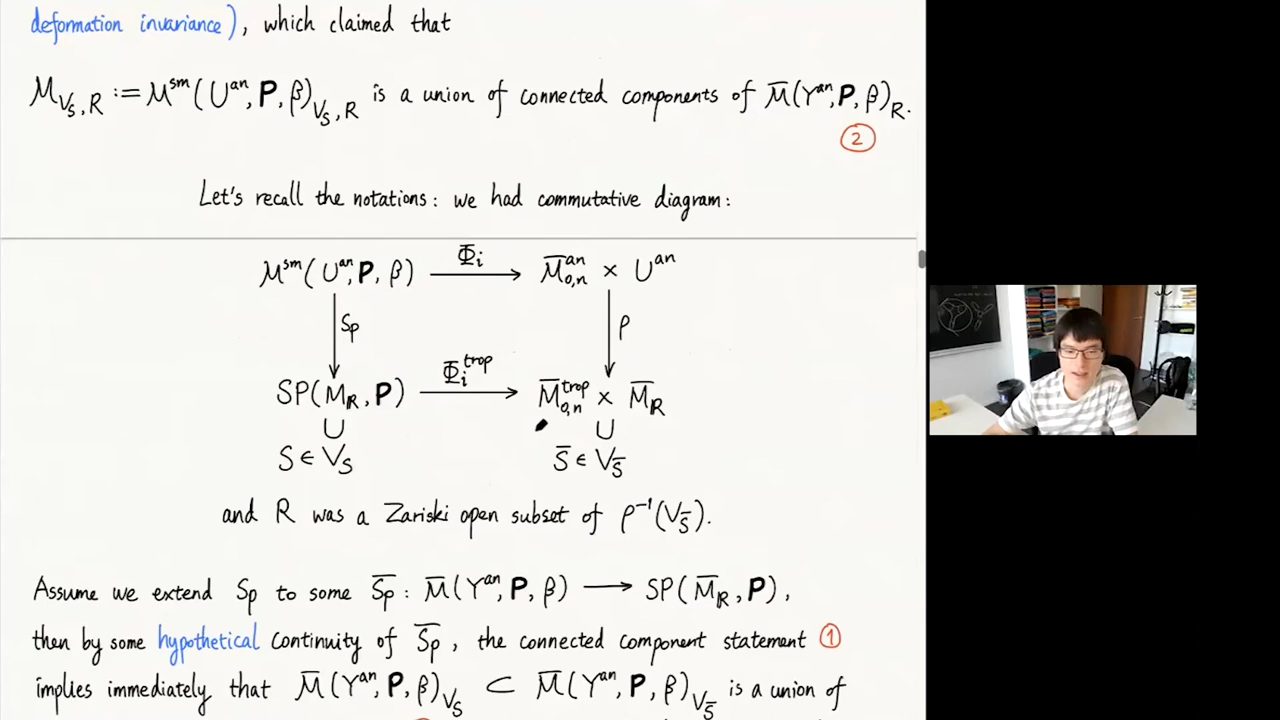 deformation invariance), which claimed that
M_{V_S, R} := M^{sm}(U^{an}, P, β)_{V_S, R} is a union of connected components of M̄(Y^{an}, P, β)_R.
②
Let's recall the notations: we had commutative diagram:
M^{sm}(U^{an}, P, β) ⟶ Φ_i M̄^{an}_{0,n} × U^{an}
Sp ρ
SP(M_ℝ, P) ⟶ Φ_i^{trop} M̄^{trop}_{0,n} × M̄_ℝ
∪ ∪
S ∈ V_S S̄ ∈ V_{S̄}
and R was a Zariski open subset of ρ^{-1}(V_{S̄}).
Assume we extend Sp to some S̄p̄ : M̄(Y^{an}, P, β) ⟶ SP(M̄_ℝ, P),
then by some hypothetical continuity of S̄p̄, the connected component statement ①
implies immediately that M̄(Y^{an}, P, β)_{V_S} ⊂ M̄(Y^{an}, P, β)_{V_{S̄}} is a union of